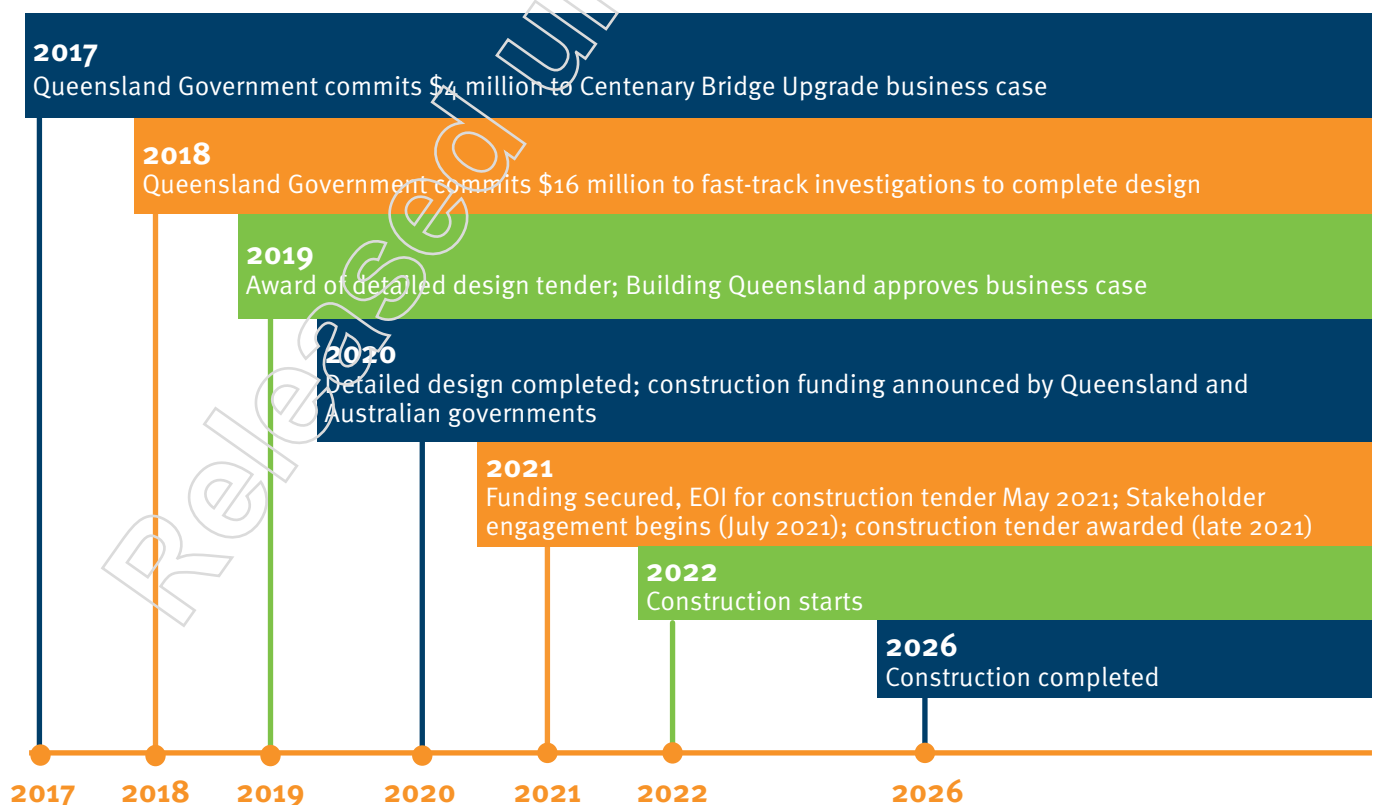 2017
Queensland Government commits $4 million to Centenary Bridge Upgrade business case
2018
Queensland Government commits $16 million to fast-track investigations to complete design
2019
Award of detailed design tender; Building Queensland approves business case
2020
Detailed design completed; construction funding announced by Queensland and
Australian governments
2021
Funding secured, EOI for construction tender May 2021; Stakeholder
engagement begins (July 2021); construction tender awarded (late 2021)
2022
Construction starts
2026
Construction completed
2017 2018 2019 2020 2021 2022 2026
Released